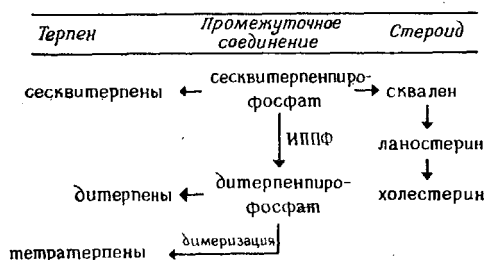 Терпен Промежуточное соединение Стероид
сесквитерпены ← сесквитерпенпиро- → сквален
фосфат
ИППФ
ланостерин
дитерпены ← дитерпенпиро- холестерин
фосфат
димеризация
тетратерпены